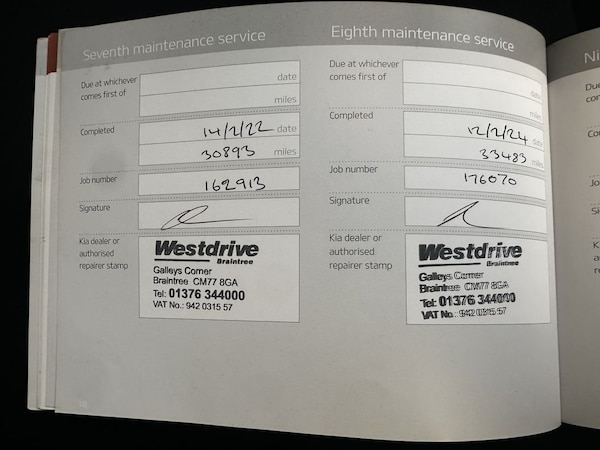 Seventh maintenance service
Due at whichever
comes first of
date
miles
Completed
14/2/22 date
30893 miles
Job number
162913
Signature
Kia dealer or
authorised
repairer stamp
Westdrive
Braintree
Galleys Corner
Braintree CM77 8GA
Tel: 01376 344000
VAT No.: 942 0315 57
Eighth maintenance service
Due at whichever
comes first of
date
miles
Completed
12/2/24 date
33483 miles
Job number
176070
Signature
Kia dealer or
authorised
repairer stamp
Westdrive
Braintree
Galleys Corner
Braintree CM77 8GA
Tel: 01376 344000
VAT No.: 942 0315 57
Ni